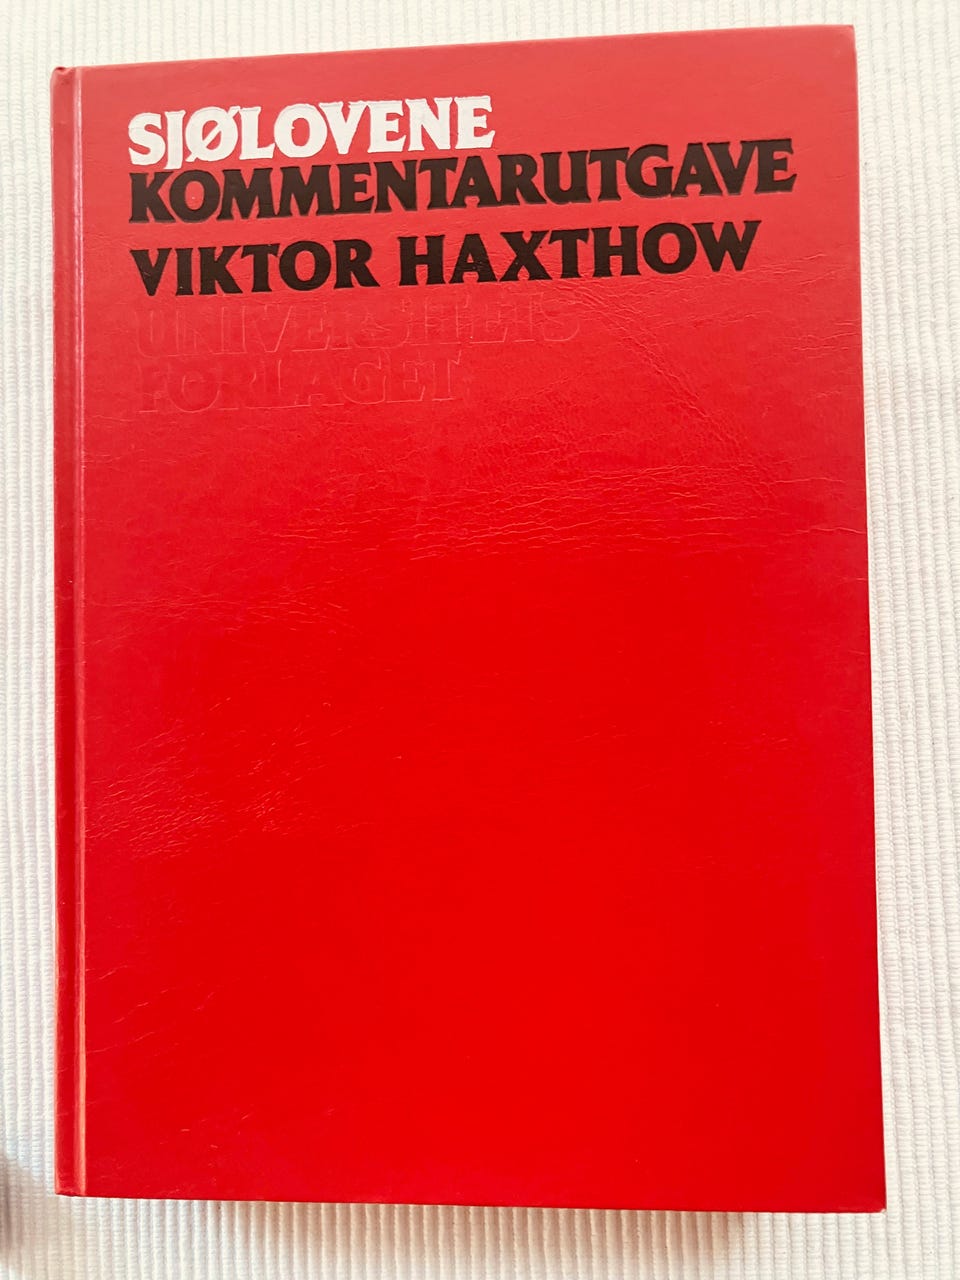 SJØLOVENE
KOMMENTARUTGAVE
VIKTOR HAXTHOW
UNIVERSITETS
FORLAGET